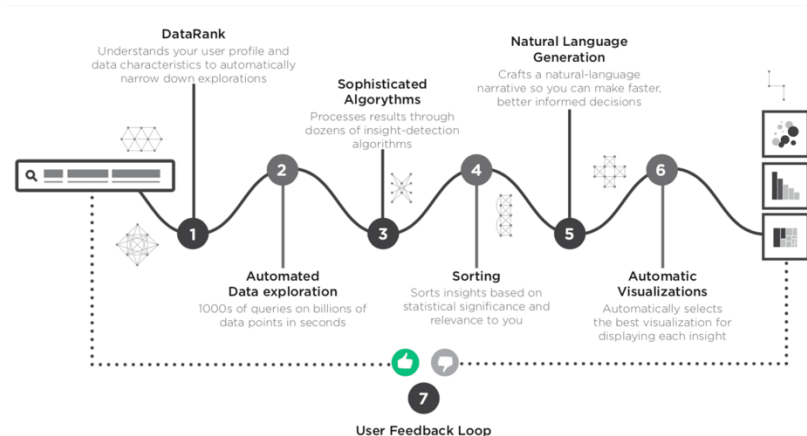 DataRank
Understands your user profile and
data characteristics to automatically
narrow down explorations
1
2
Automated
Data exploration
1000s of queries on billions of
data points in seconds
Sophisticated
Algorythms
Processes results through
dozens of insight-detection
algorithms
3
4
Sorting
Sorts insights based on
statistical significance and
relevance to you
Natural Language
Generation
Crafts a natural-language
narrative so you can make faster,
better informed decisions
5
6
Automatic
Visualizations
Automatically selects
the best visualization for
displaying each insight
7
User Feedback Loop